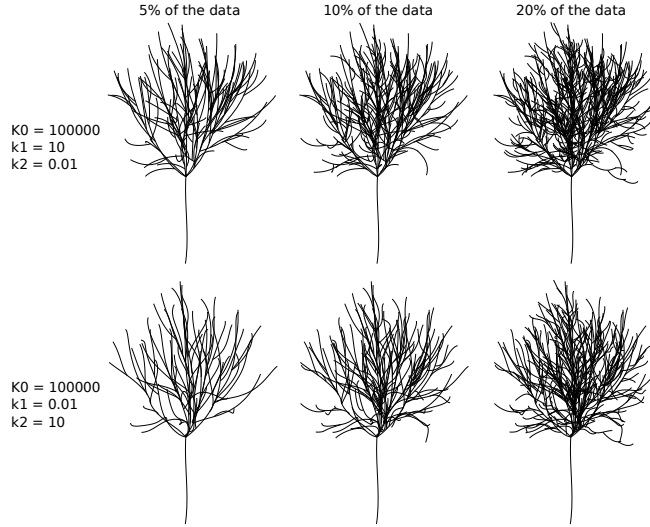 5% of the data
10% of the data
20% of the data
K0 = 100000
k1 = 10
k2 = 0.01
K0 = 100000
k1 = 0.01
k2 = 10